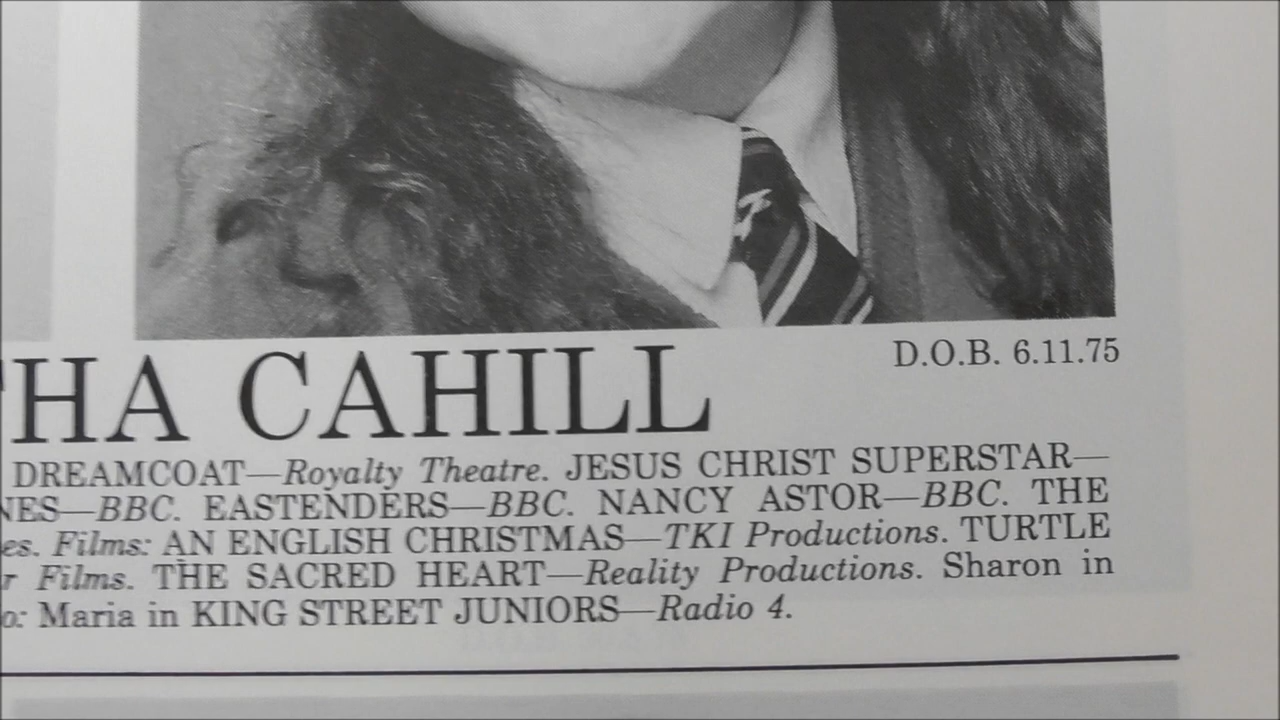 THA CAHILL
D.O.B. 6.11.75
DREAMCOAT—Royalty Theatre. JESUS CHRIST SUPERSTAR—
NES—BBC. EASTENDERS—BBC. NANCY ASTOR—BBC. THE
es. Films: AN ENGLISH CHRISTMAS—TKI Productions. TURTLE
r Films. THE SACRED HEART—Reality Productions. Sharon in
o: Maria in KING STREET JUNIORS—Radio 4.